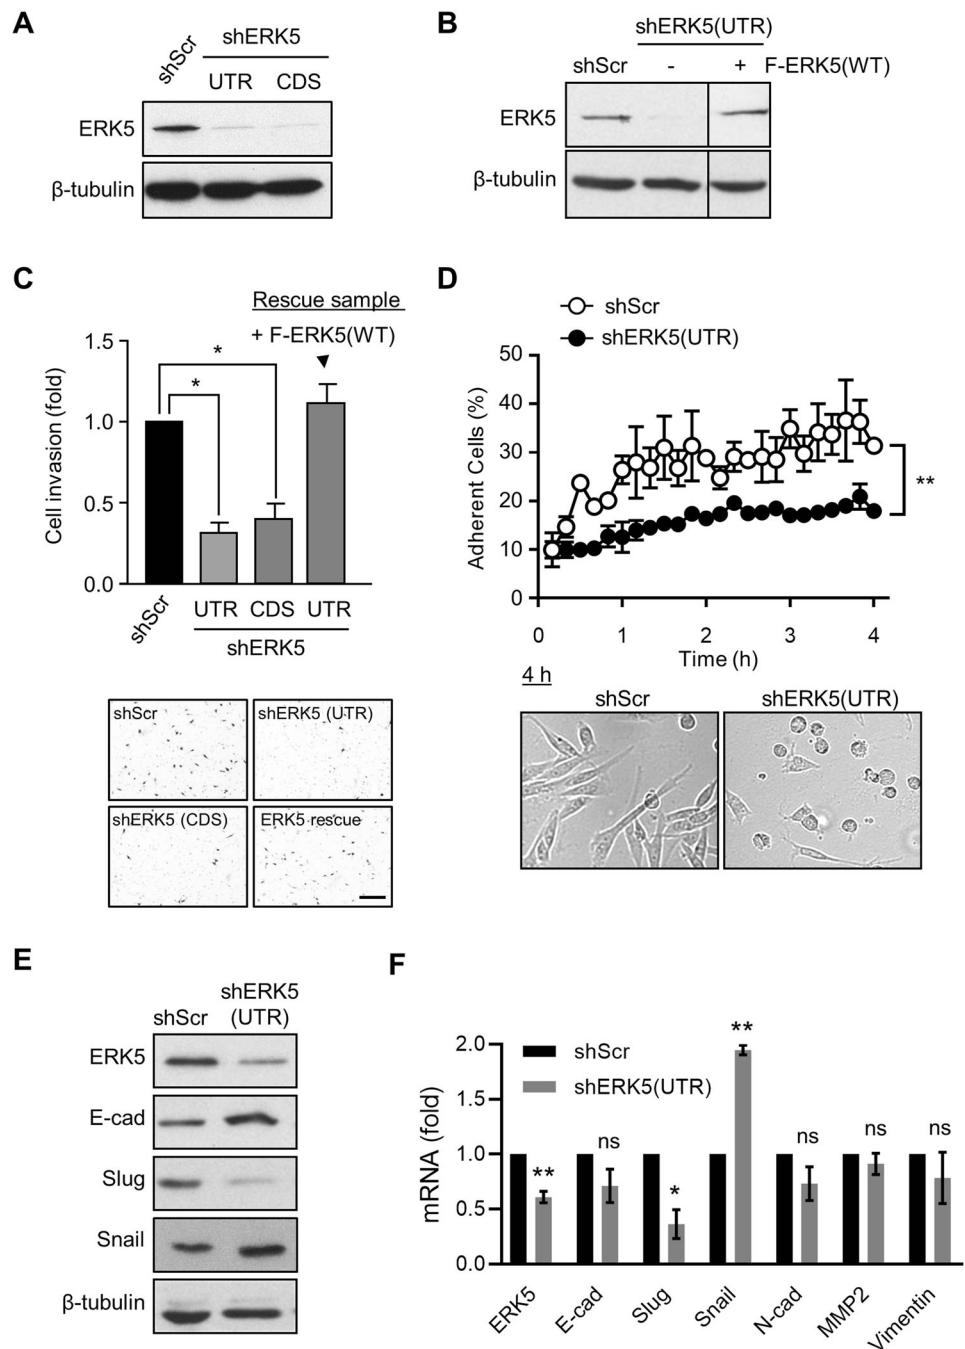 A
shScr
shERK5
UTR CDS
ERK5
β-tubulin
B
shERK5(UTR)
shScr - + F-ERK5(WT)
ERK5
β-tubulin
C
Rescue sample
+ F-ERK5(WT)
Cell invasion (fold)
1.5
1.0
0.5
0.0
*
*
shScr
UTR CDS UTR
shERK5
shScr
shERK5 (UTR)
shERK5 (CDS)
ERK5 rescue
D
shScr
shERK5(UTR)
Adherent Cells (%)
50
40
30
20
10
0
**
0 1 2 3 4
Time (h)
4 h
shScr
shERK5(UTR)
E
shERK5
shScr (UTR)
ERK5
E-cad
Slug
Snail
β-tubulin
F
shScr
shERK5(UTR)
mRNA (fold)
2.0
1.5
1.0
0.5
0.0
** ns * ** ns ns ns
ERK5 E-cad Slug Snail N-cad MMP2 Vimentin